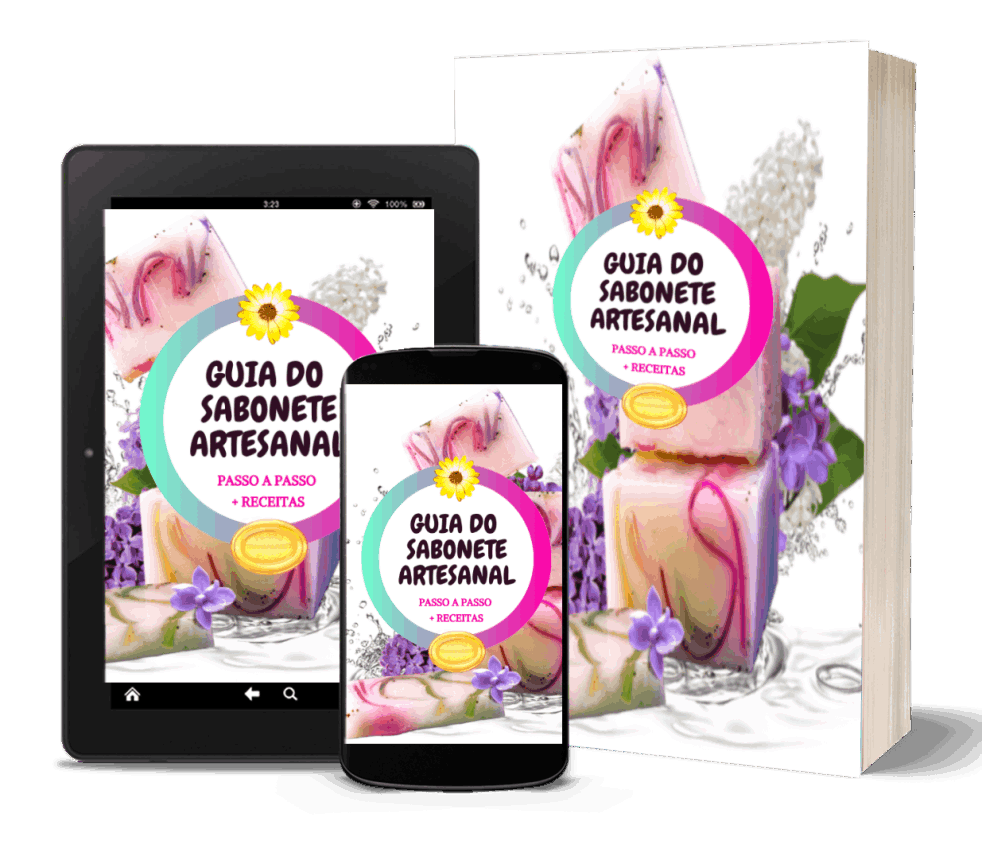 3:23
100%
GUIA DO
SABONETE
ARTESANAL
PASSO A PASSO
+ RECEITAS
GUIA DO
SABONETE
ARTESANAL
PASSO A PASSO
+ RECEITAS
GUIA DO
SABONETE
ARTESANAL
PASSO A PASSO
+ RECEITAS